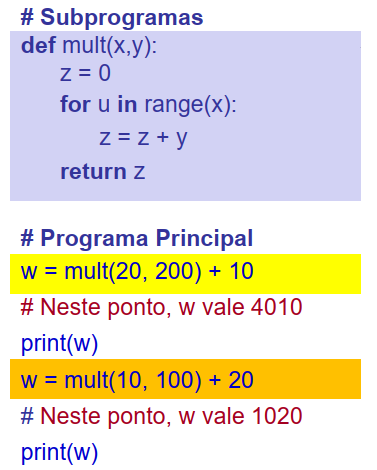 # Subprogramas
def mult(x,y):
z = 0
for u in range(x):
z = z + y
return z
# Programa Principal
w = mult(20, 200) + 10
# Neste ponto, w vale 4010
print(w)
w = mult(10, 100) + 20
# Neste ponto, w vale 1020
print(w)